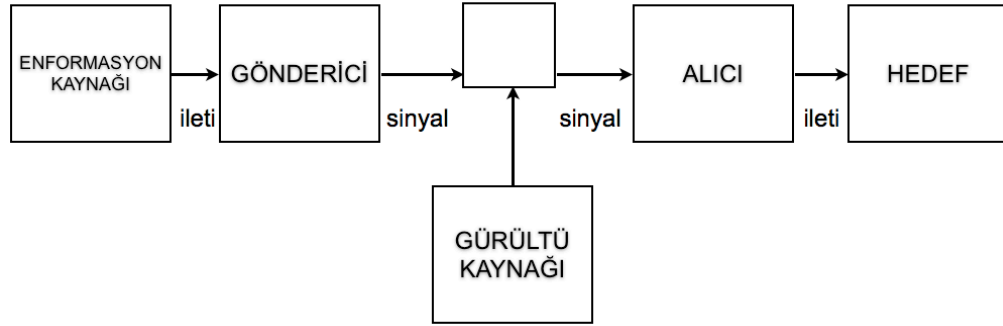 ENFORMASYON
KAYNAĞI
GÖNDERİCİ
ALICI
HEDEF
ileti
sinyal
sinyal
ileti
GÜRÜLTÜ
KAYNAĞI